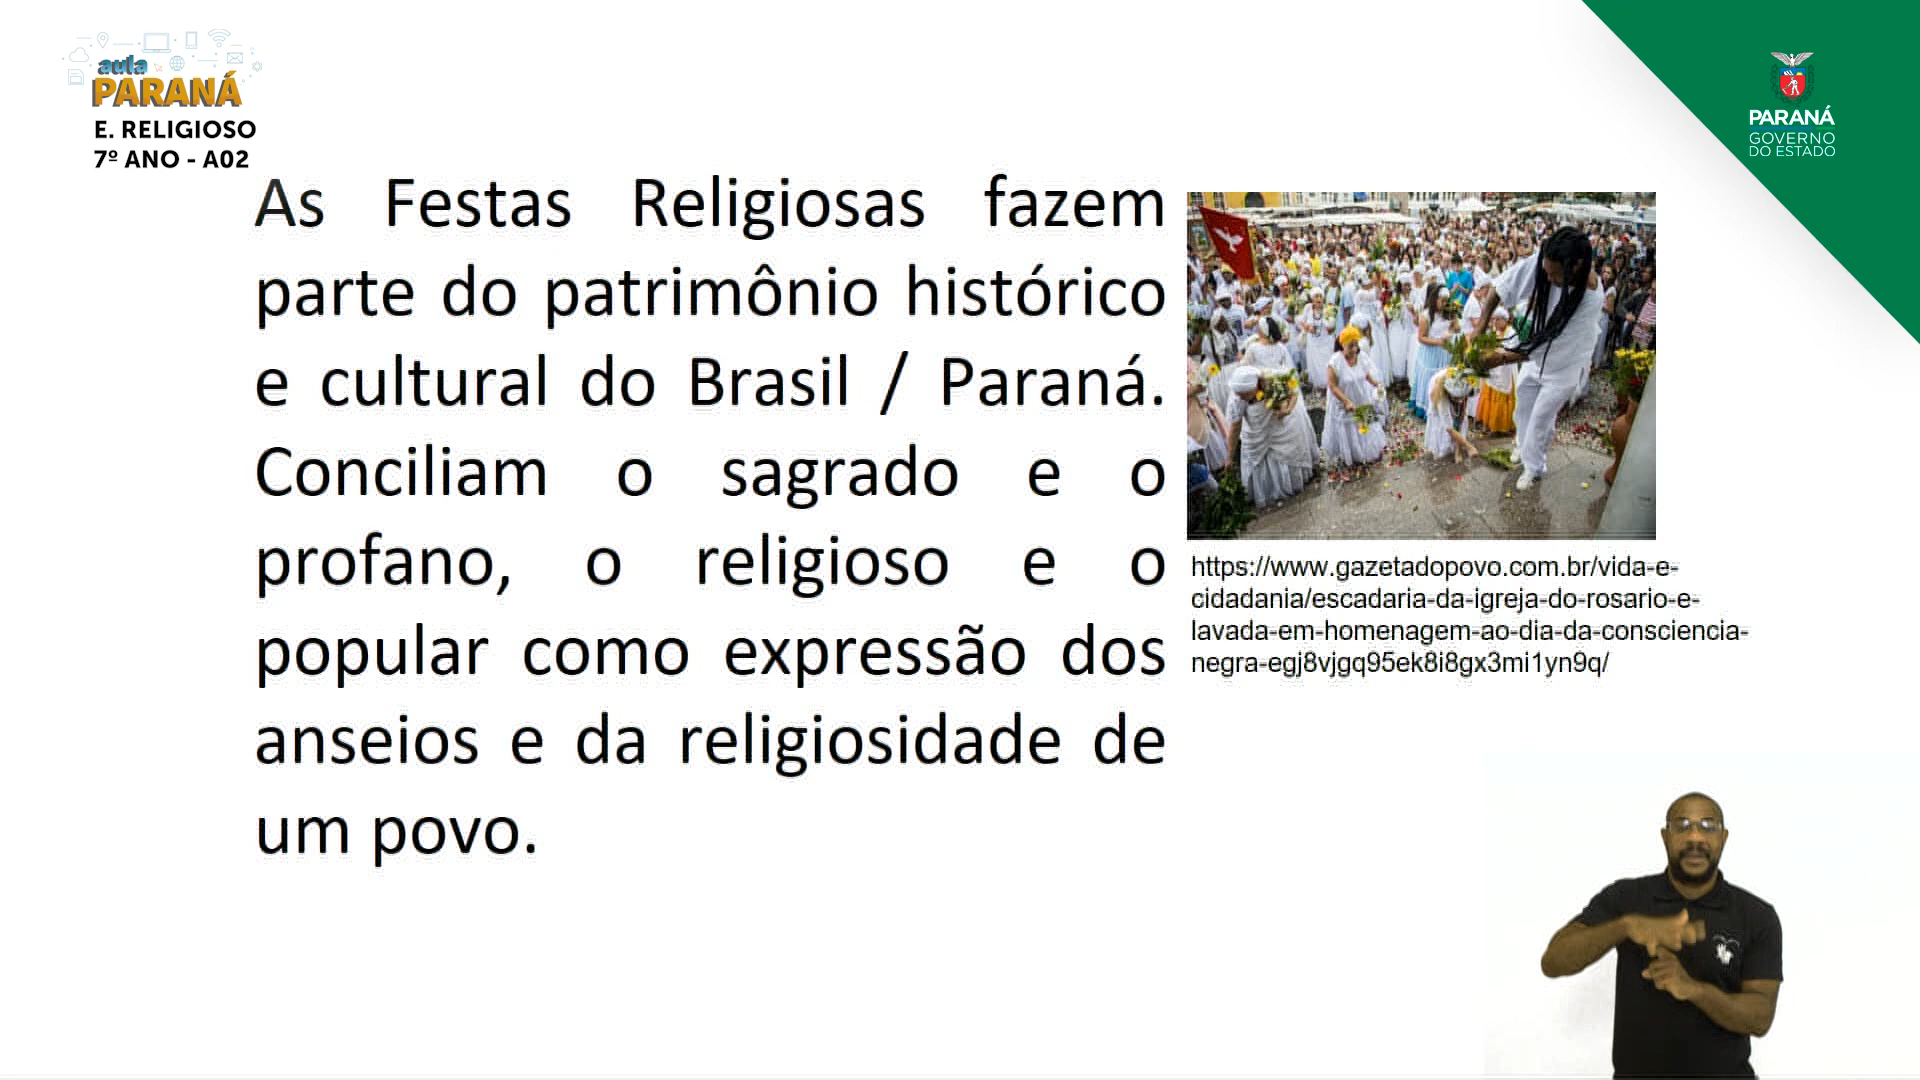 aula
PARANÁ
E. RELIGIOSO
7º ANO - A02
PARANÁ
GOVERNO
DO ESTADO
As Festas Religiosas fazem
parte do patrimônio histórico
e cultural do Brasil / Paraná.
Conciliam o sagrado e o
profano, o religioso e o
popular como expressão dos
anseios e da religiosidade de
um povo.
https://www.gazetadopovo.com.br/vida-e-
cidadania/escadaria-da-igreja-do-rosario-e-
lavada-em-homenagem-ao-dia-da-consciencia-
negra-egj8vjgq95ek8i8gx3mi1yn9q/